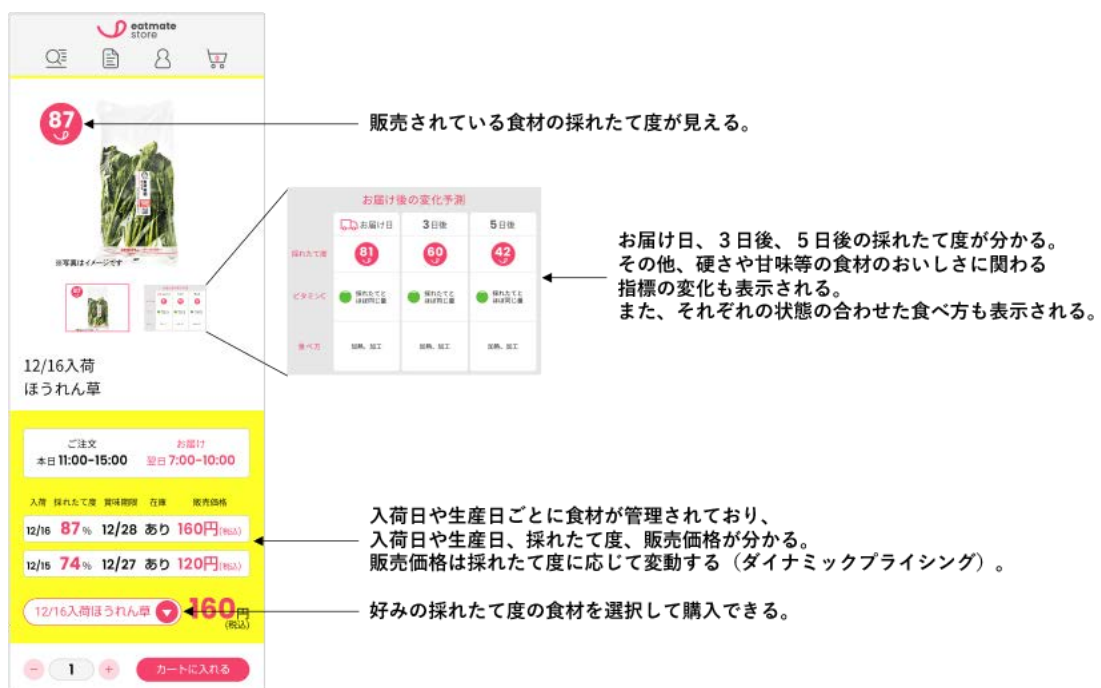 eatmate
store
87
販売されている食材の採れたて度が見える。
※写真はイメージです
お届け後の変化予測
お届け日 3日後 5日後
採れたて度 81 60 42
ビタミンC 採れたてと 採れたてと 採れたてと
ほぼ同じ量 ほぼ同じ量 ほぼ同じ量
食べ方 加熱、加工 加熱、加工 加熱、加工
お届け日、3日後、5日後の採れたて度が分かる。
その他、硬さや甘味等の食材のおいしさに関わる
指標の変化も表示される。
また、それぞれの状態の合わせた食べ方も表示される。
12/16入荷
ほうれん草
ご注文 お届け
本日11:00-15:00 翌日7:00-10:00
入荷 採れたて度 賞味期限 在庫 販売価格
12/16 87% 12/28 あり 160円(税込)
12/15 74% 12/27 あり 120円(税込)
入荷日や生産日ごとに食材が管理されており、
入荷日や生産日、採れたて度、販売価格が分かる。
販売価格は採れたて度に応じて変動する（ダイナミックプライシング）。
12/16入荷ほうれん草 160円
(税込)
好みの採れたて度の食材を選択して購入できる。
− 1 + カートに入れる